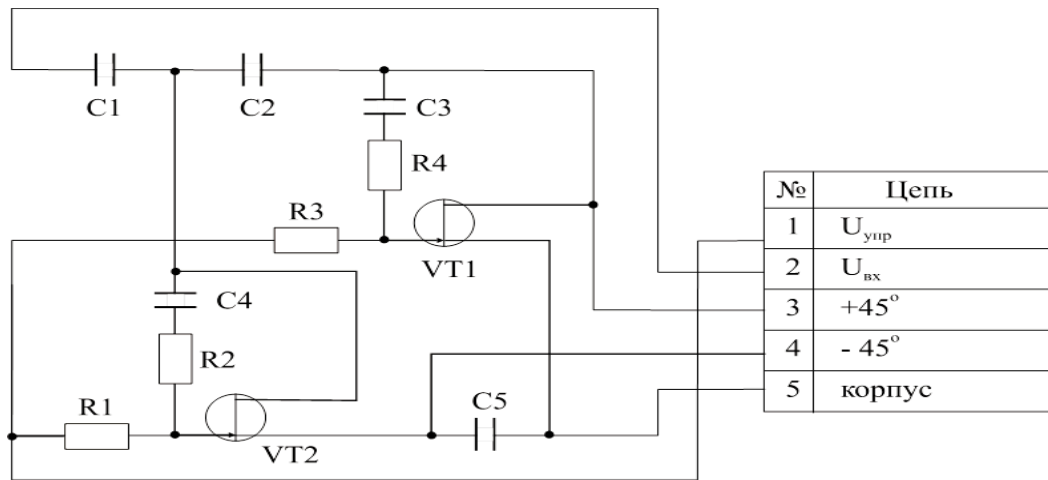 C1
C2
C3
R4
R3
VT1
C4
R2
R1
VT2
C5
№ Цепь
1 Uупр
2 Uвх
3 +45°
4 - 45°
5 корпус